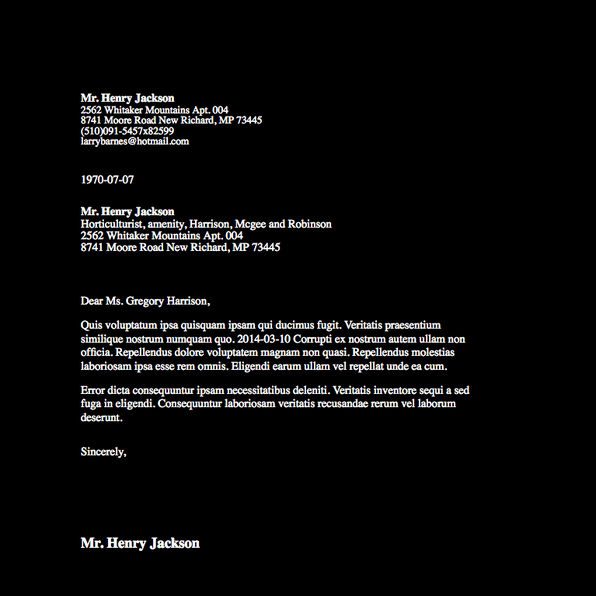 Mr. Henry Jackson
2562 Whitaker Mountains Apt. 004
8741 Moore Road New Richard, MP 73445
(510)091-5457x82599
larrybarnes@hotmail.com
1970-07-07
Mr. Henry Jackson
Horticulturist, amenity, Harrison, Mcgee and Robinson
2562 Whitaker Mountains Apt. 004
8741 Moore Road New Richard, MP 73445
Dear Ms. Gregory Harrison,
Quis voluptatum ipsa quisquam ipsam qui ducimus fugit. Veritatis praesentium
similique nostrum numquam quo. 2014-03-10 Corrupti ex nostrum autem ullam non
officia. Repellendus dolore voluptatem magnam non quasi. Repellendus molestias
laboriosam ipsa esse rem omnis. Eligendi earum ullam vel repellat unde ea cum.
Error dicta consequuntur ipsam necessitatibus deleniti. Veritatis inventore sequi a sed
fuga in eligendi. Consequuntur laboriosam veritatis recusandae rerum vel laborum
deserunt.
Sincerely,
Mr. Henry Jackson